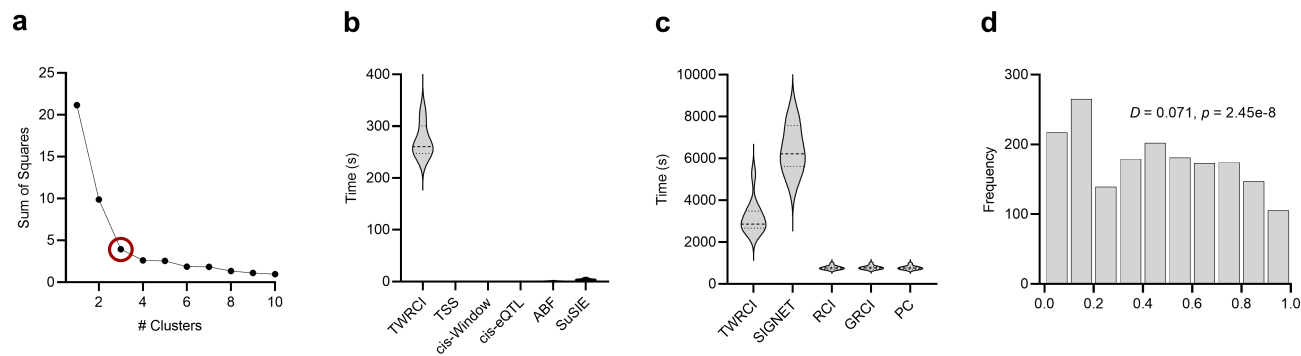 a
25
20
15
10
5
0
Sum of Squares
2 4 6 8 10
# Clusters
b
400
300
200
100
0
Time (s)
TWRCI
TSS
cis-Window
cis-eQTL
ABF
SuSIE
c
10000
8000
6000
4000
2000
0
Time (s)
TWRCI
SIGNET
RCI
GRCI
PC
d
300
200
100
0
Frequency
D = 0.071, p = 2.45e-8
0.0 0.2 0.4 0.6 0.8 1.0